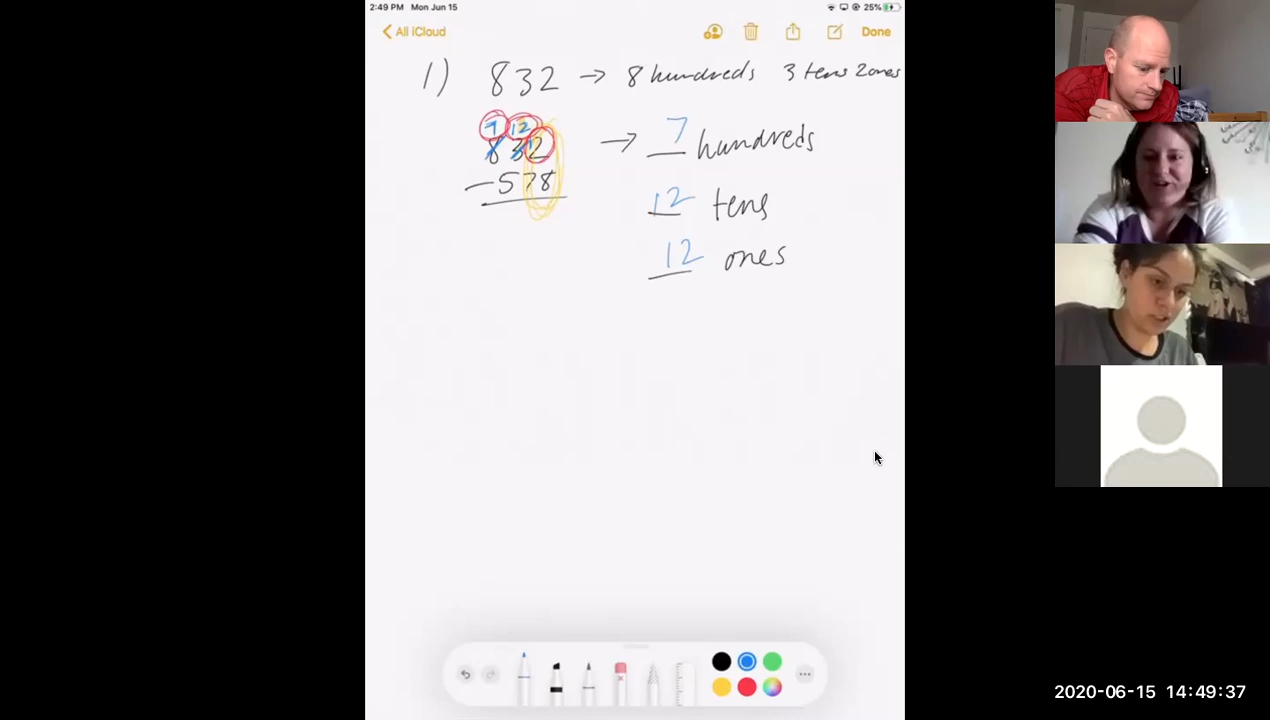 2:49 PM Mon Jun 15 25%
All iCloud Done
1) 832 → 8 hundreds 3 tens 2 ones
7 12
832 → 7 hundreds
-578
12 tens
12 ones
2020-06-15 14:49:37